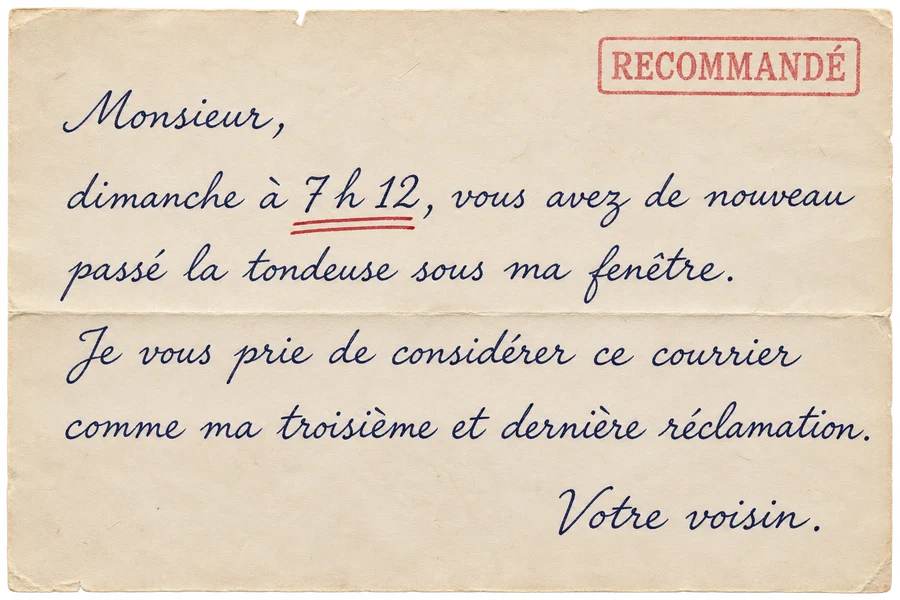 RECOMMANDÉ
Monsieur,
dimanche à 7 h 12, vous avez de nouveau
passé la tondeuse sous ma fenêtre.
Je vous prie de considérer ce courrier
comme ma troisième et dernière réclamation.
Votre voisin.